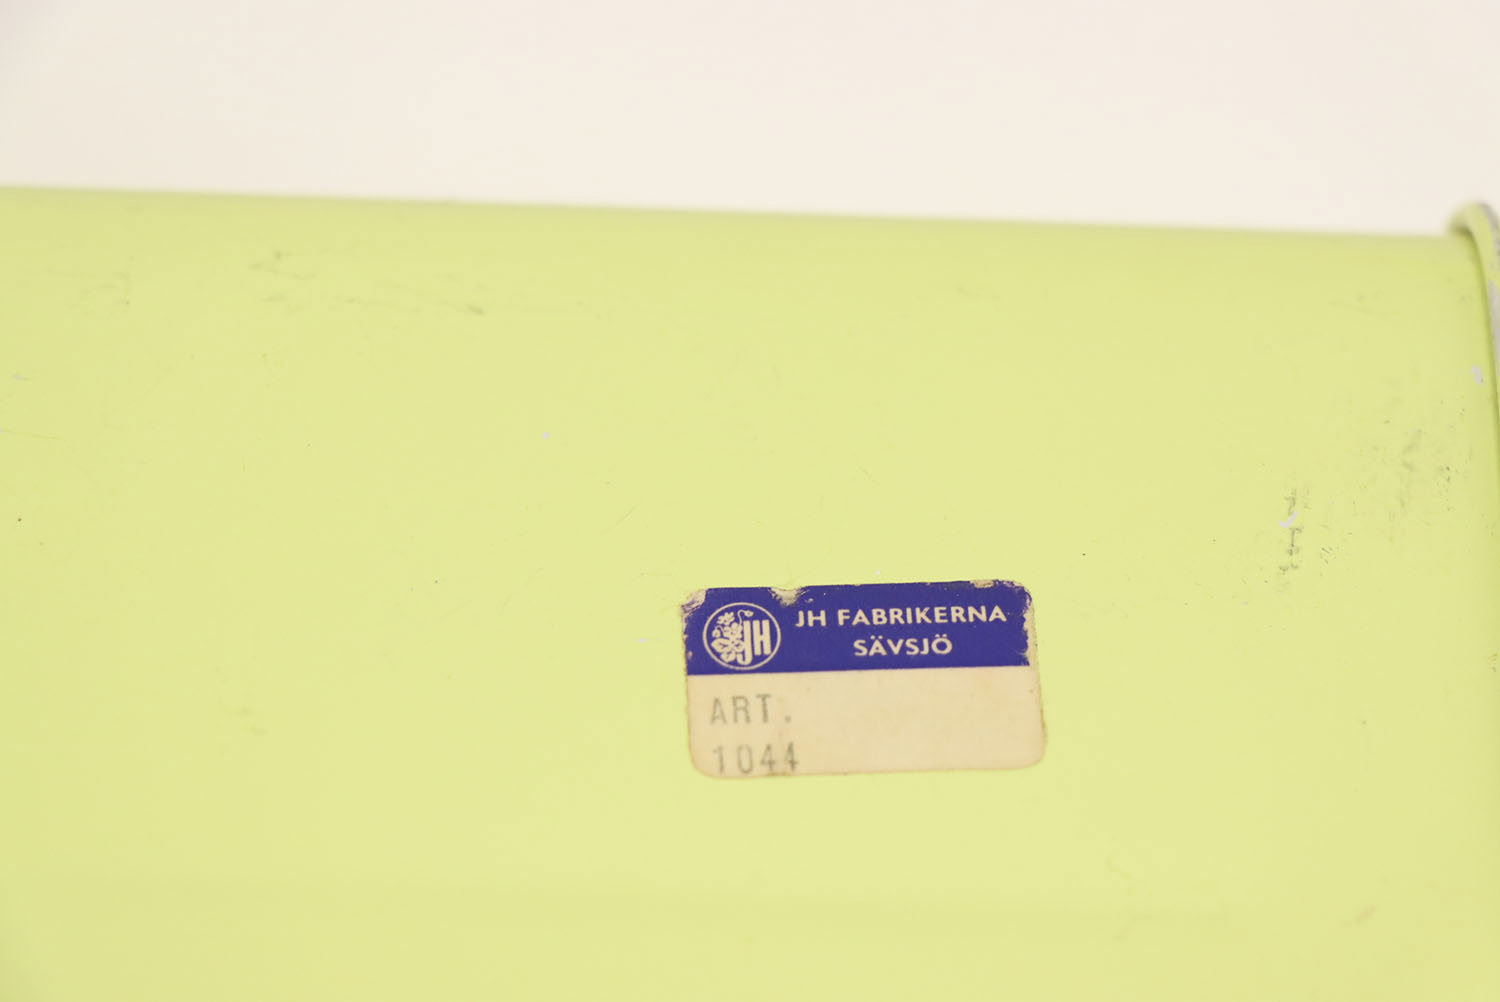 JH
JH FABRIKERNA
SÄVSJÖ
ART.
1044